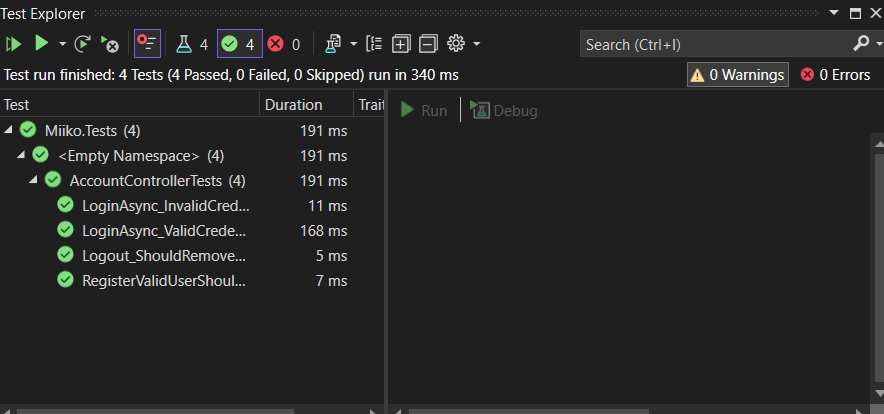 Test Explorer
4 4 0 Search (Ctrl+I)
Test run finished: 4 Tests (4 Passed, 0 Failed, 0 Skipped) run in 340 ms 0 Warnings 0 Errors
Test Duration Trait Run Debug
Miiko.Tests (4) 191 ms
<Empty Namespace> (4) 191 ms
AccountControllerTests (4) 191 ms
LoginAsync_InvalidCred... 11 ms
LoginAsync_ValidCrede... 168 ms
Logout_ShouldRemove... 5 ms
RegisterValidUserShoul... 7 ms